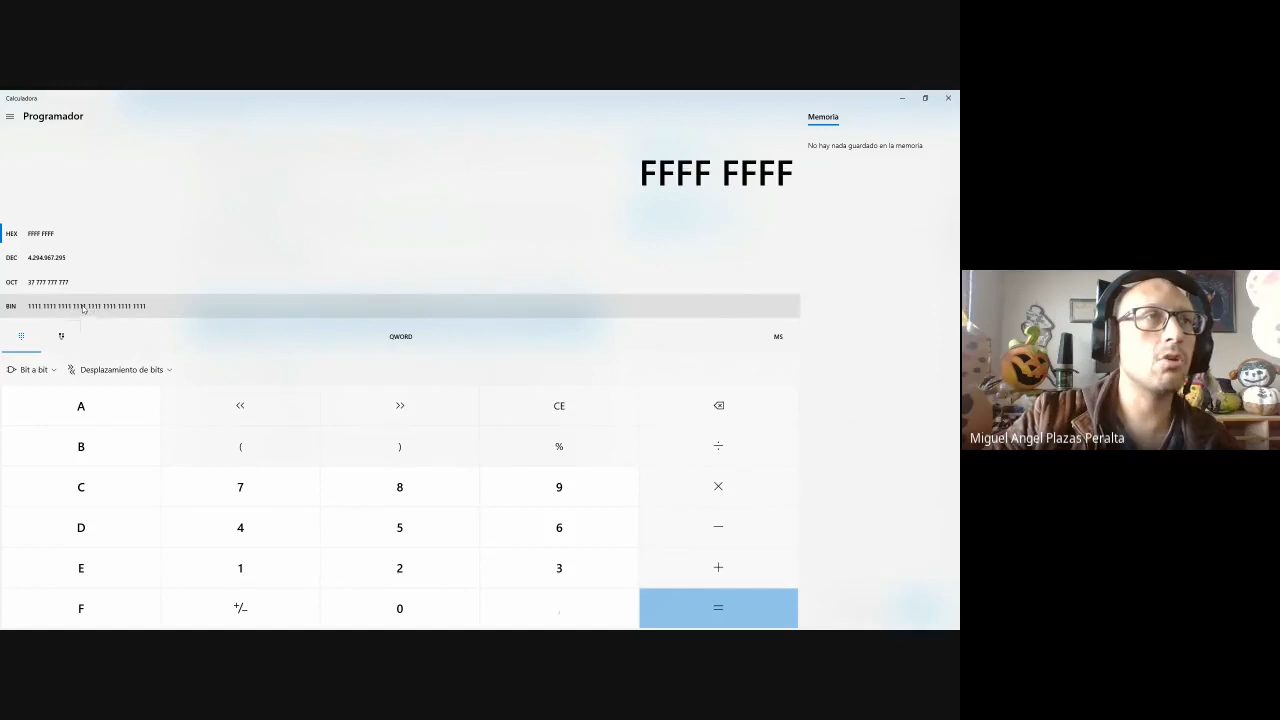 Calculadora
Programador
Memoria
No hay nada guardado en la memoria
FFFF FFFF
HEX FFFF FFFF
DEC 4.294.967.295
OCT 37 777 777 777
BIN 1111 1111 1111 1111 1111 1111 1111 1111
QWORD MS
Bit a bit Desplazamiento de bits
A << >> CE
B ( ) % ÷
C 7 8 9 ×
D 4 5 6 −
E 1 2 3 +
F +/− 0 , =
Miguel Angel Plazas Peralta